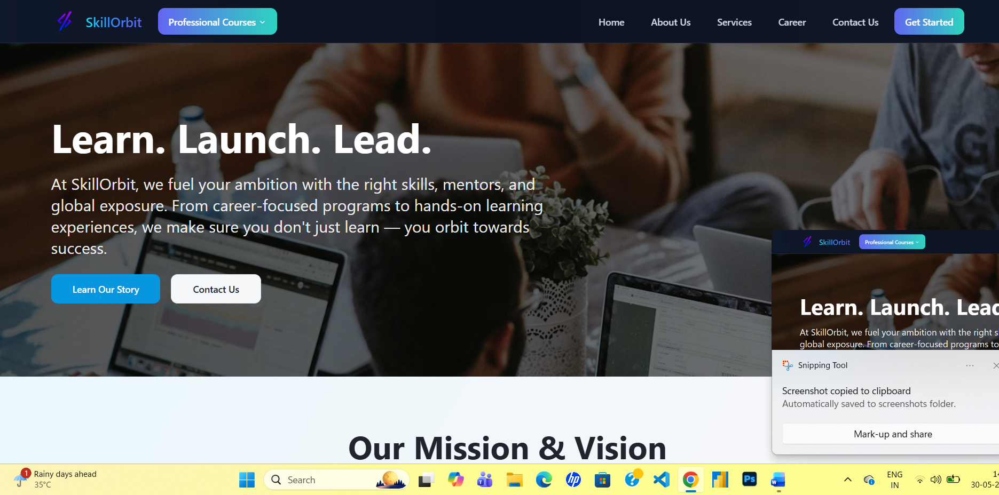 SkillOrbit
Professional Courses
Home
About Us
Services
Career
Contact Us
Get Started
Learn. Launch. Lead.
At SkillOrbit, we fuel your ambition with the right skills, mentors, and
global exposure. From career-focused programs to hands-on learning
experiences, we make sure you don't just learn — you orbit towards
success.
Learn Our Story
Contact Us
SkillOrbit
Professional Courses
Learn. Launch. Lead
At SkillOrbit, we fuel your ambition with the right s
global exposure. From career-focused programs to
Snipping Tool
Screenshot copied to clipboard
Automatically saved to screenshots folder.
Mark-up and share
Our Mission & Vision
1
Rainy days ahead
35°C
Search
T
hp
?
Ps
W
ENG
IN
14
30-05-2